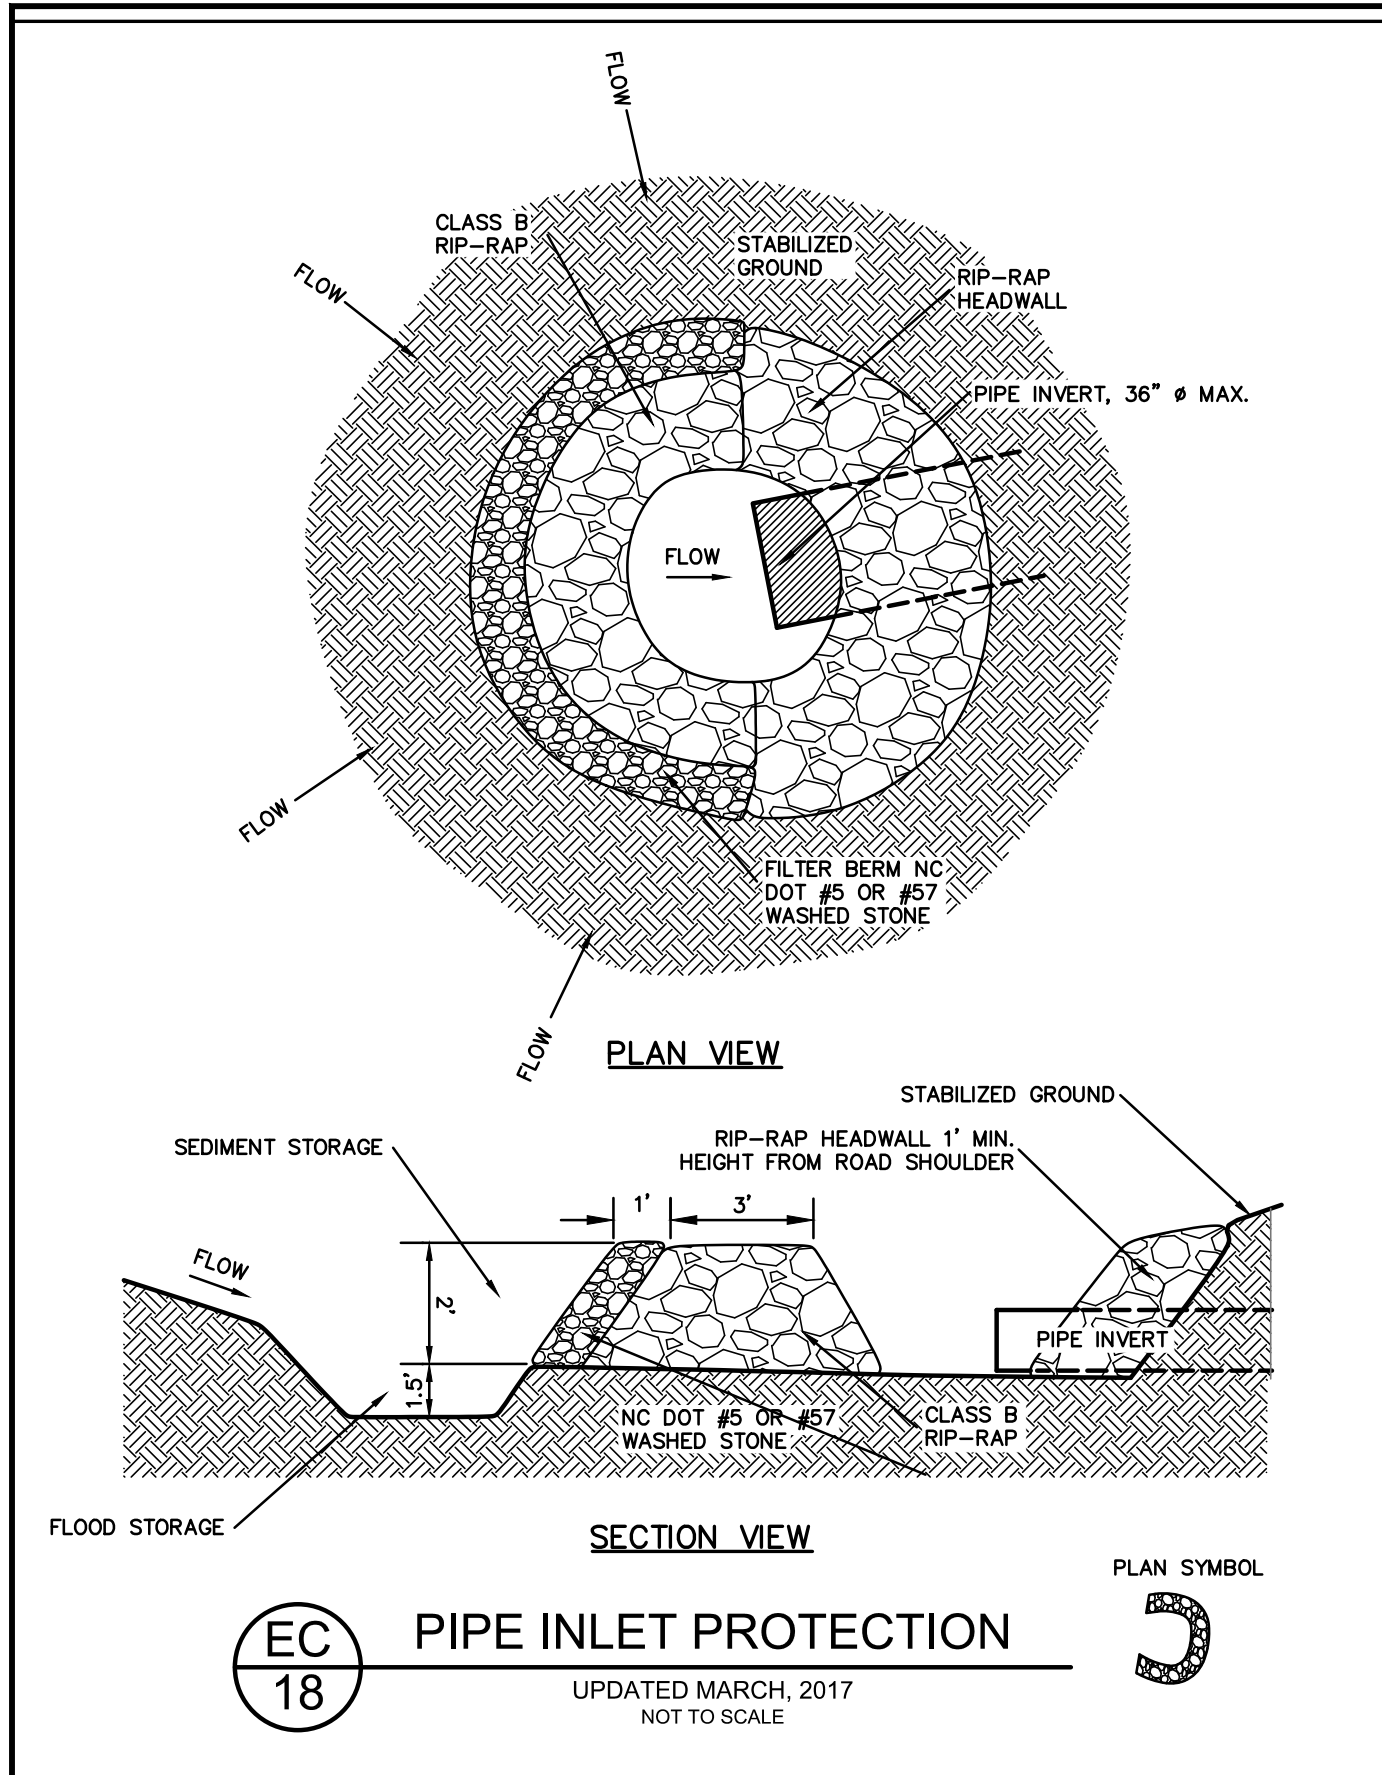 FLOW
CLASS B
RIP-RAP
STABILIZED
GROUND
FLOW
RIP-RAP
HEADWALL
PIPE INVERT, 36" ø MAX.
FLOW
FLOW
FILTER BERM NC
DOT #5 OR #57
WASHED STONE
FLOW
PLAN VIEW
STABILIZED GROUND
RIP-RAP HEADWALL 1' MIN.
HEIGHT FROM ROAD SHOULDER
SEDIMENT STORAGE
1'
3'
FLOW
2'
PIPE INVERT
1.5'
NC DOT #5 OR #57
WASHED STONE
CLASS B
RIP-RAP
FLOOD STORAGE
SECTION VIEW
PLAN SYMBOL
EC
18
PIPE INLET PROTECTION
UPDATED MARCH, 2017
NOT TO SCALE